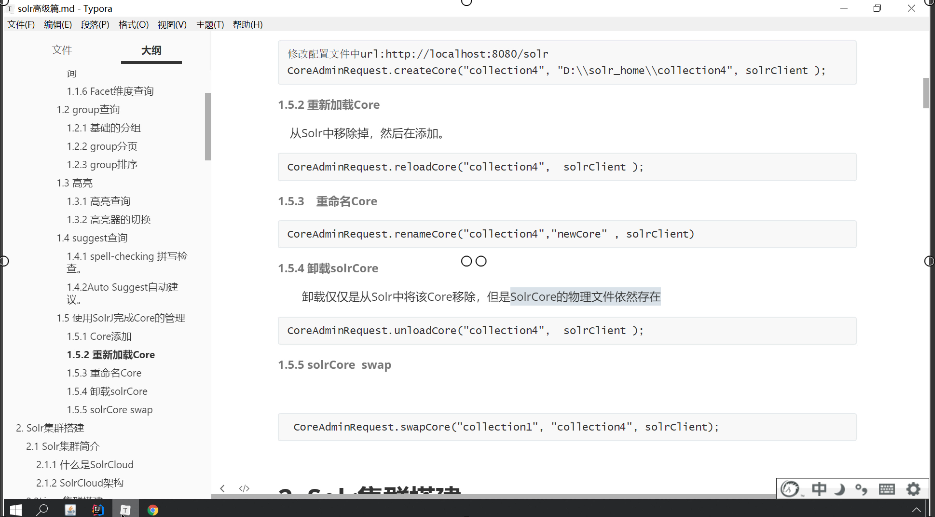 solr高级篇.md - Typora
文件(F) 编辑(E) 段落(P) 格式(O) 视图(V) 主题(T) 帮助(H)
文件 大纲
询
1.1.6 Facet维度查询
1.2 group查询
1.2.1 基础的分组
1.2.2 group分页
1.2.3 group排序
1.3 高亮
1.3.1 高亮查询
1.3.2 高亮器的切换
1.4 suggest查询
1.4.1 spell-checking 拼写检
查。
1.4.2Auto Suggest自动建
议。
1.5 使用SolrJ完成Core的管理
1.5.1 Core添加
1.5.2 重新加载Core
1.5.3 重命名Core
1.5.4 卸载solrCore
1.5.5 solrCore swap
2. Solr集群搭建
2.1 Solr集群简介
2.1.1 什么是SolrCloud
2.1.2 SolrCloud架构
修改配置文件中url:http://localhost:8080/solr
CoreAdminRequest.createCore("collection4", "D:\\solr_home\\collection4", solrClient );
1.5.2 重新加载Core
从Solr中移除掉，然后在添加。
CoreAdminRequest.reloadCore("collection4", solrClient );
1.5.3 重命名Core
CoreAdminRequest.renameCore("collection4","newCore" , solrClient)
1.5.4 卸载solrCore
卸载仅仅是从Solr中将该Core移除，但是SolrCore的物理文件依然存在
CoreAdminRequest.unloadCore("collection4", solrClient );
1.5.5 solrCore swap
CoreAdminRequest.swapCore("collection1", "collection4", solrClient);
2. Solr集群搭建
中